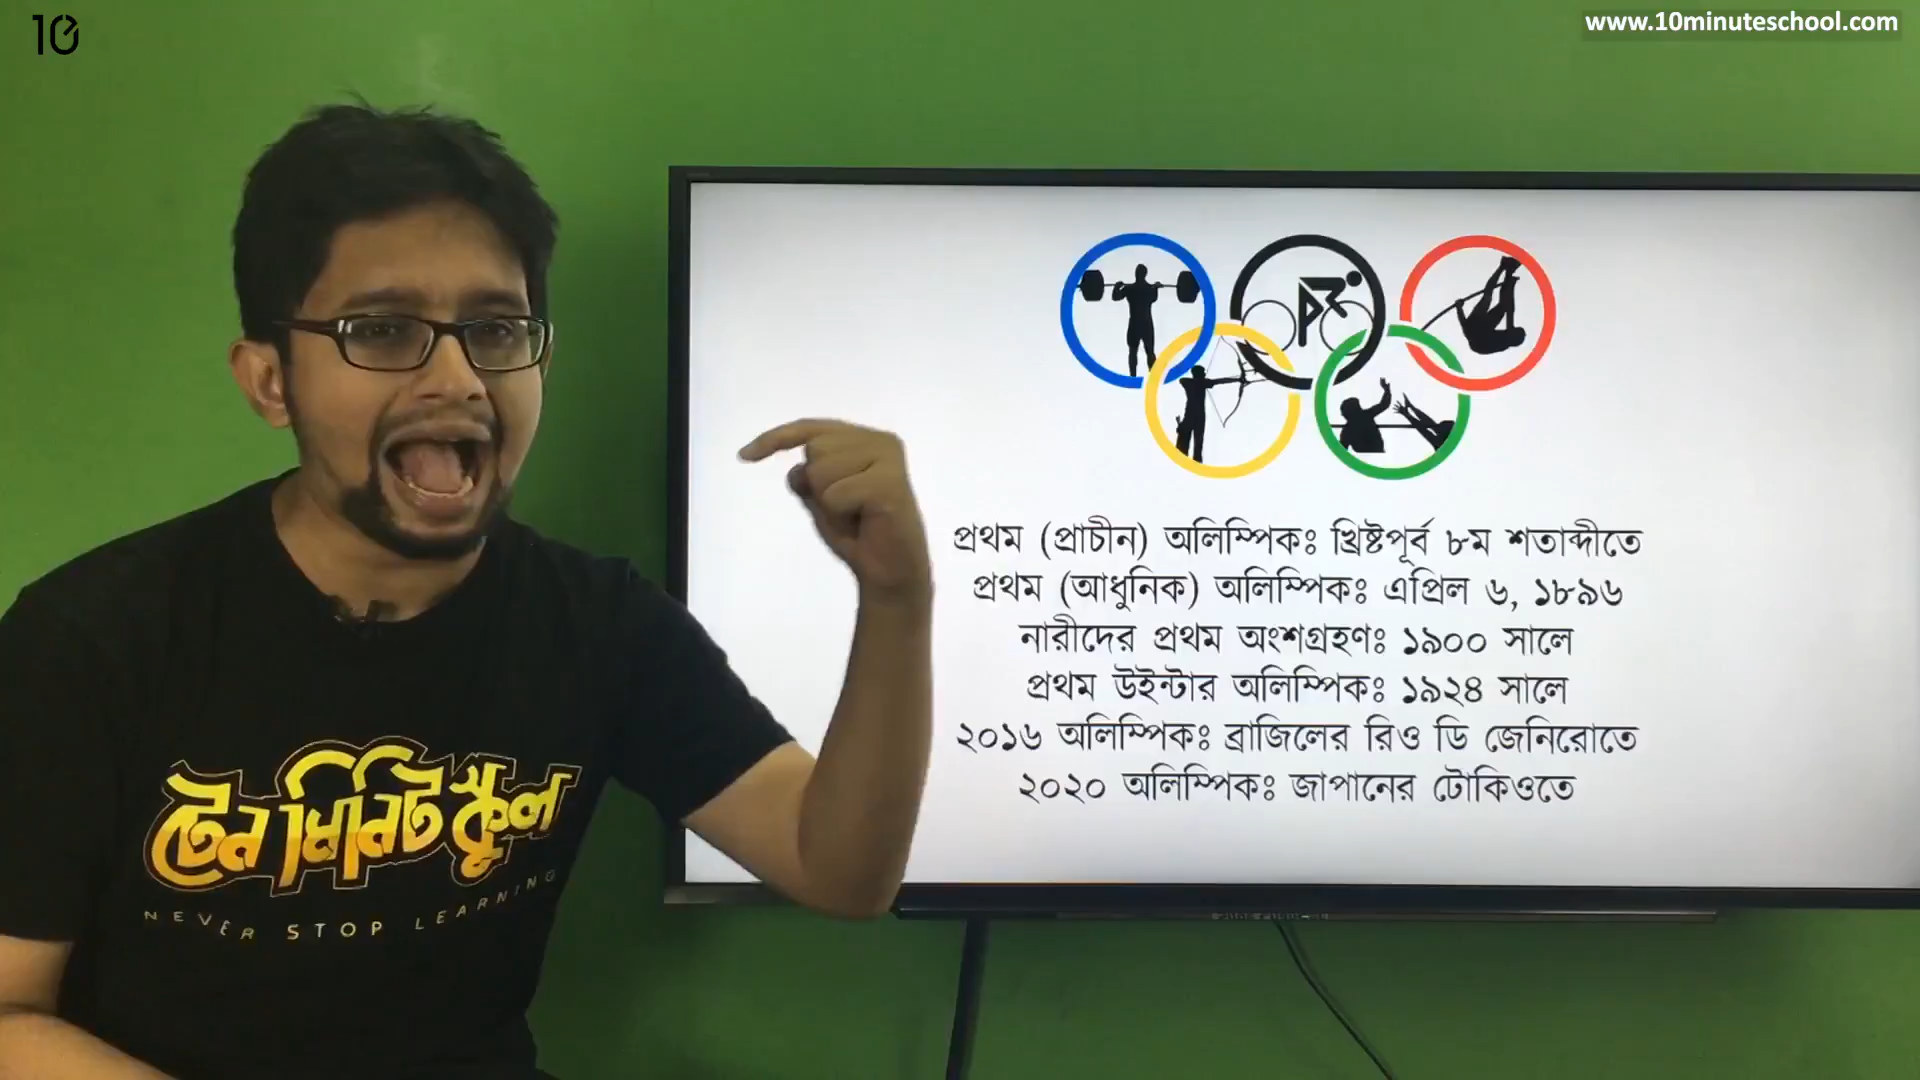 10
www.10minuteschool.com
প্রথম (প্রাচীন) অলিম্পিকঃ খ্রিষ্টপূর্ব ৮ম শতাব্দীতে
প্রথম (আধুনিক) অলিম্পিকঃ এপ্রিল ৬, ১৮৯৬
নারীদের প্রথম অংশগ্রহণঃ ১৯০০ সালে
প্রথম উইন্টার অলিম্পিকঃ ১৯২৪ সালে
২০১৬ অলিম্পিকঃ ব্রাজিলের রিও ডি জেনিরোতে
২০২০ অলিম্পিকঃ জাপানের টোকিওতে
টেন মিনিট স্কুল
NEVER STOP LEARNING